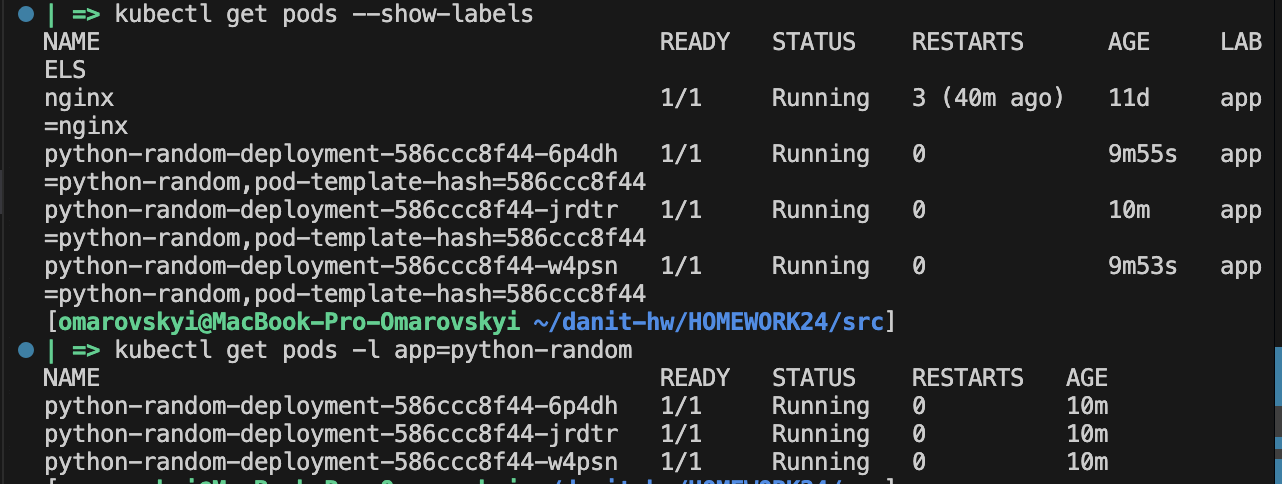 | => kubectl get pods --show-labels
NAME READY STATUS RESTARTS AGE LAB
ELS
nginx 1/1 Running 3 (40m ago) 11d app
=nginx
python-random-deployment-586ccc8f44-6p4dh 1/1 Running 0 9m55s app
=python-random,pod-template-hash=586ccc8f44
python-random-deployment-586ccc8f44-jrdtr 1/1 Running 0 10m app
=python-random,pod-template-hash=586ccc8f44
python-random-deployment-586ccc8f44-w4psn 1/1 Running 0 9m53s app
=python-random,pod-template-hash=586ccc8f44
[omarovskyi@MacBook-Pro-Omarovskyi ~/danit-hw/HOMEWORK24/src]
| => kubectl get pods -l app=python-random
NAME READY STATUS RESTARTS AGE
python-random-deployment-586ccc8f44-6p4dh 1/1 Running 0 10m
python-random-deployment-586ccc8f44-jrdtr 1/1 Running 0 10m
python-random-deployment-586ccc8f44-w4psn 1/1 Running 0 10m